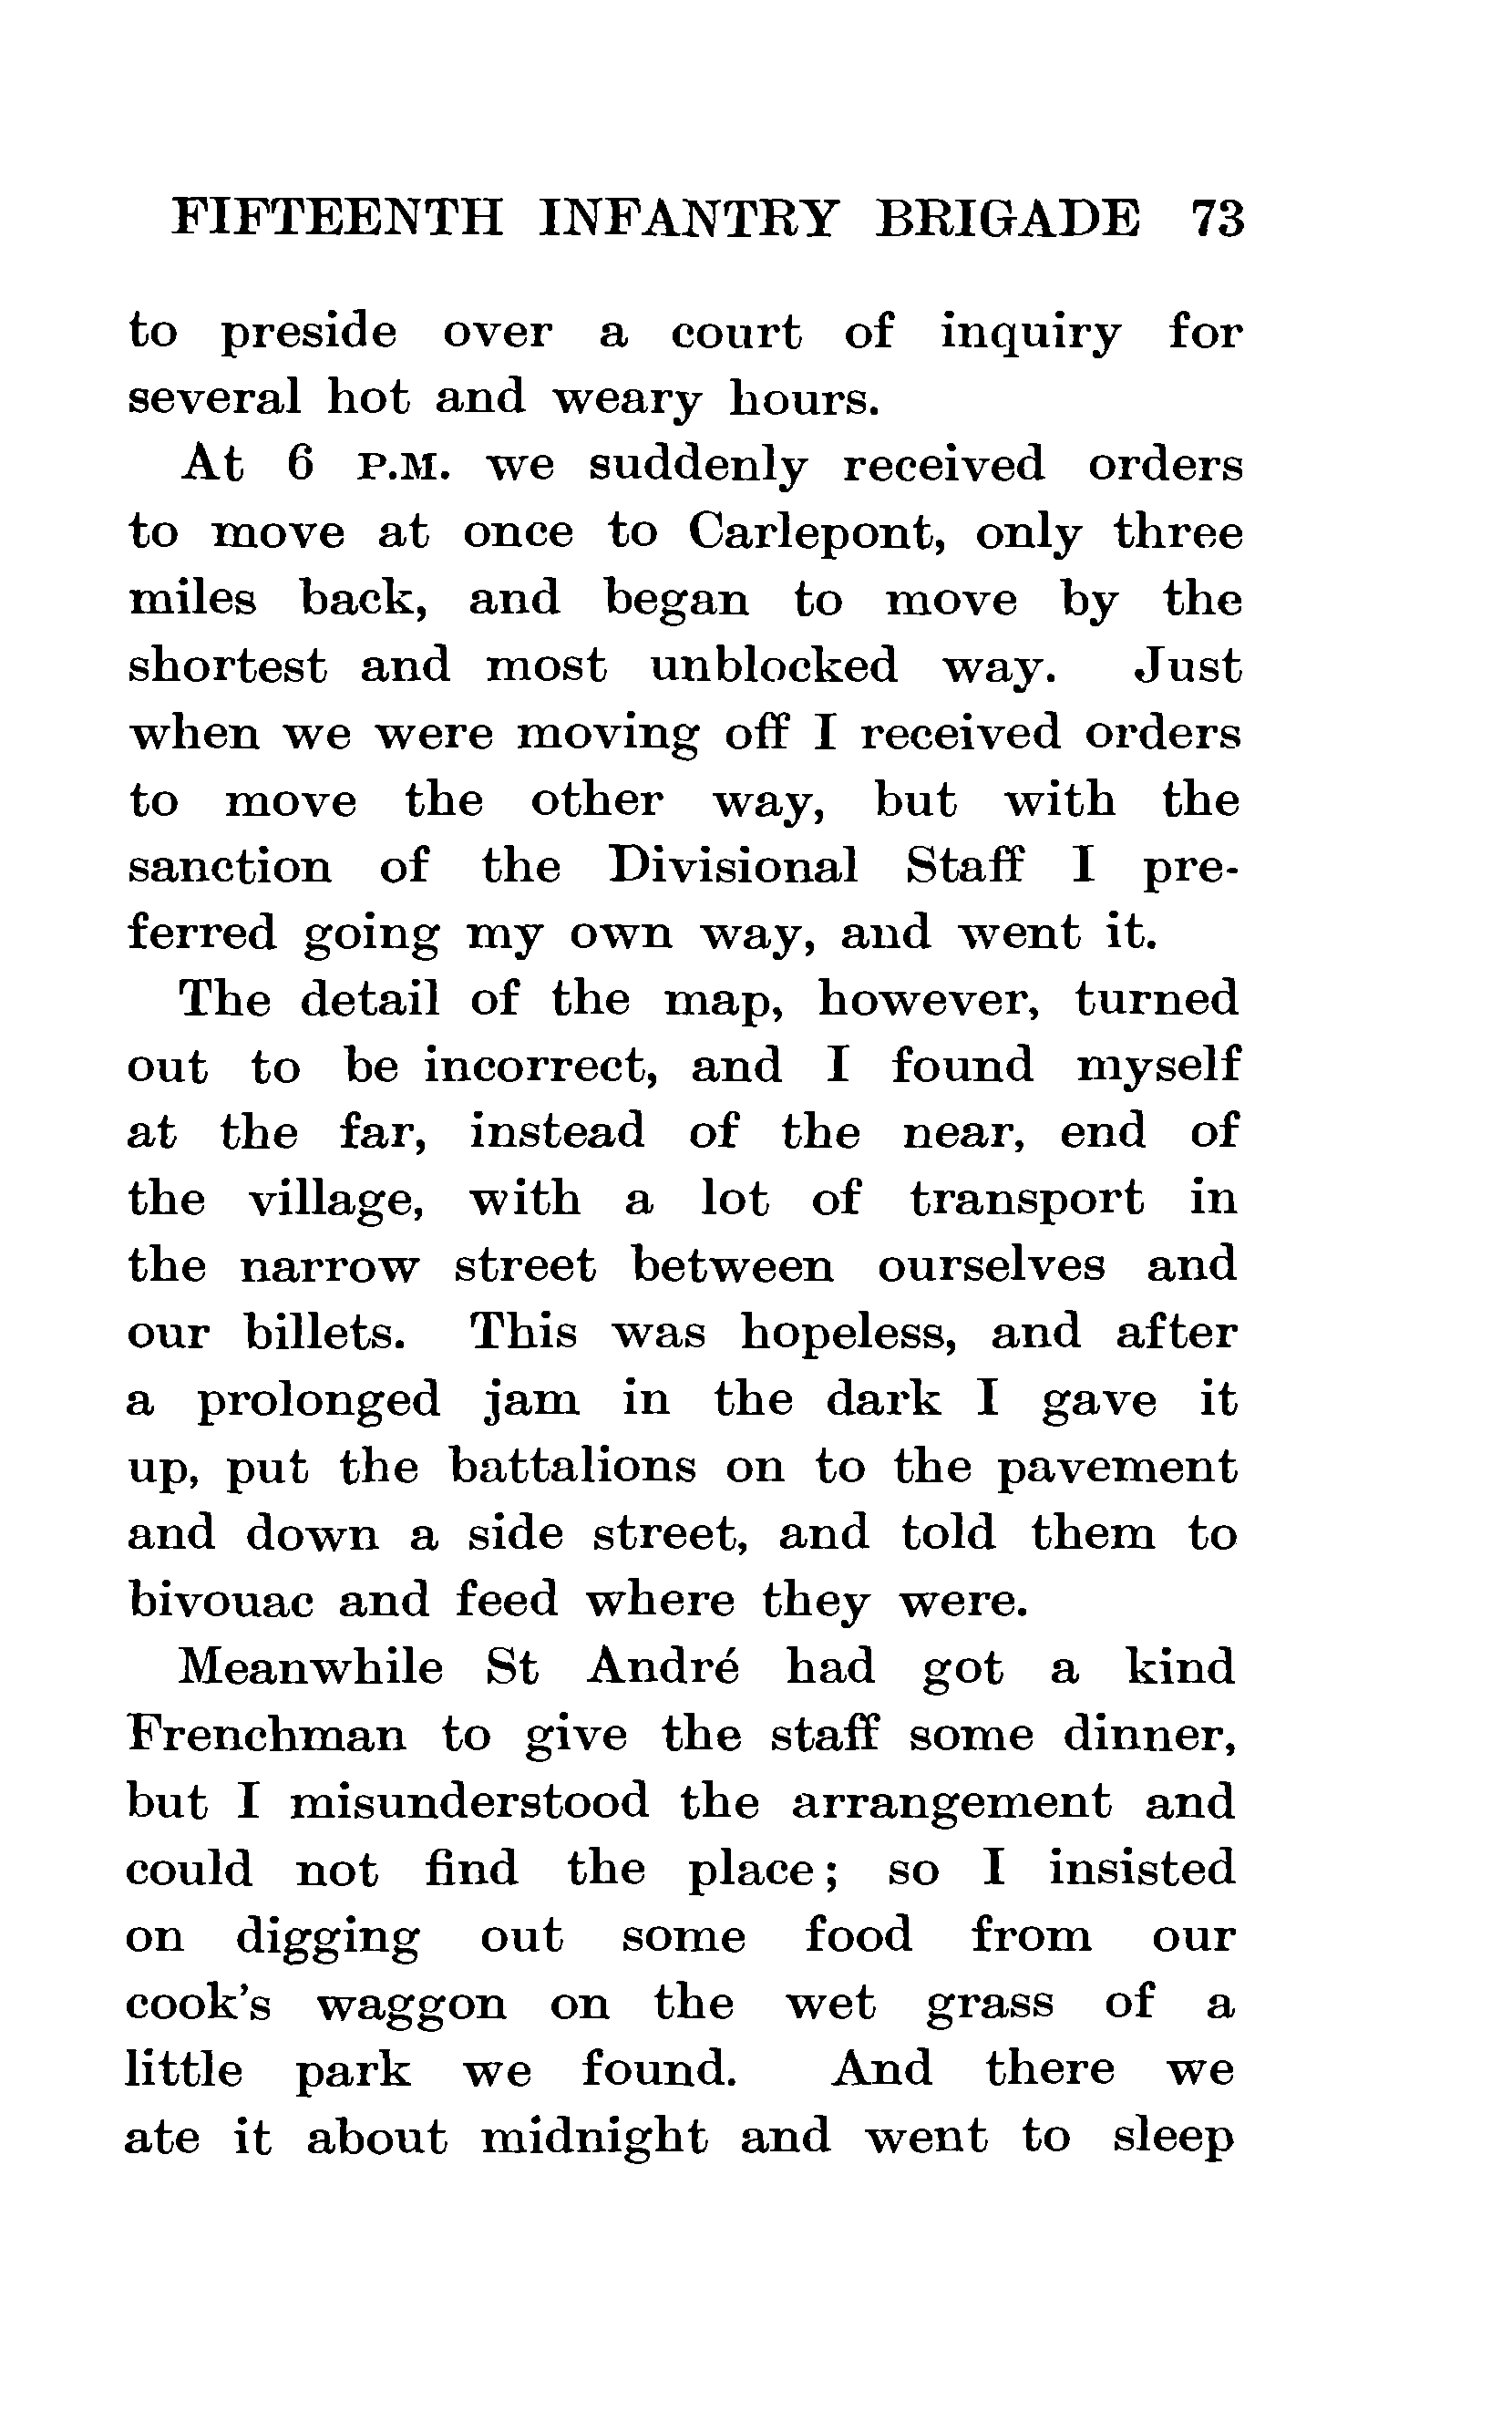 FIFTEENTH INFANTRY BRIGADE 73
to preside over a court of inquiry for
several hot and weary hours.
At 6 P.M. we suddenly received orders
to move at once to Carlepont, only three
miles back, and began to move by the
shortest and most unblocked way. Just
when we were moving off I received orders
to move the other way, but with the
sanction of the Divisional Staff I pre-
ferred going my own way, and went it.
The detail of the map, however, turned
out to be incorrect, and I found myself
at the far, instead of the near, end of
the village, with a lot of transport in
the narrow street between ourselves and
our billets. This was hopeless, and after
a prolonged jam in the dark I gave it
up, put the battalions on to the pavement
and down a side street, and told them to
bivouac and feed where they were.
Meanwhile St André had got a kind
Frenchman to give the staff some dinner,
but I misunderstood the arrangement and
could not find the place; so I insisted
on digging out some food from our
cook's waggon on the wet grass of a
little park we found. And there we
ate it about midnight and went to sleep